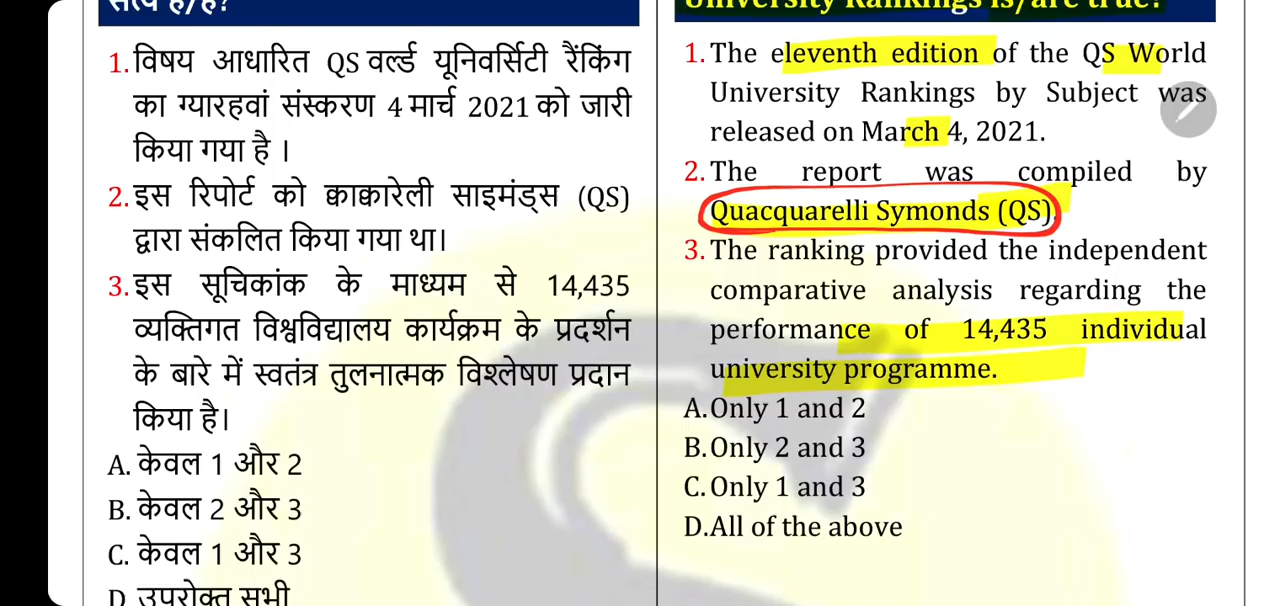 सत्य है/हैं?
1. विषय आधारित QS वर्ल्ड यूनिवर्सिटी रैंकिंग
का ग्यारहवां संस्करण 4 मार्च 2021 को जारी
किया गया है ।
2. इस रिपोर्ट को क्वाक्वारेली साइमंड्स (QS)
द्वारा संकलित किया गया था।
3. इस सूचिकांक के माध्यम से 14,435
व्यक्तिगत विश्वविद्यालय कार्यक्रम के प्रदर्शन
के बारे में स्वतंत्र तुलनात्मक विश्लेषण प्रदान
किया है।
A. केवल 1 और 2
B. केवल 2 और 3
C. केवल 1 और 3
D उपरोक्त सभी
University Rankings is/are true?
1. The eleventh edition of the QS World
University Rankings by Subject was
released on March 4, 2021.
2. The report was compiled by
Quacquarelli Symonds (QS).
3. The ranking provided the independent
comparative analysis regarding the
performance of 14,435 individual
university programme.
A. Only 1 and 2
B. Only 2 and 3
C. Only 1 and 3
D. All of the above